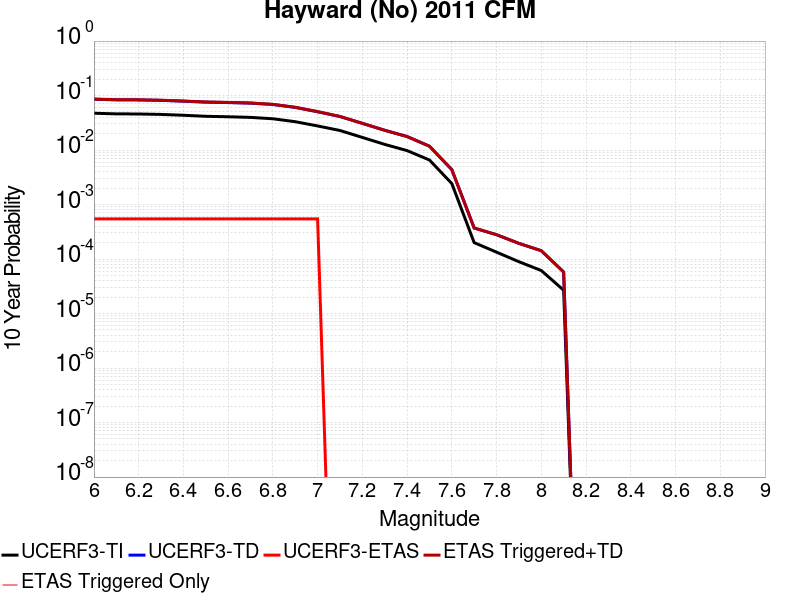 Hayward (No) 2011 CFM
10 0
10 -1
10 -2
10 -3
10 -4
10 -5
10 -6
10 -7
10 -8
10 Year Probability
6 6.2 6.4 6.6 6.8 7 7.2 7.4 7.6 7.8 8 8.2 8.4 8.6 8.8 9
Magnitude
UCERF3-TI UCERF3-TD UCERF3-ETAS ETAS Triggered+TD
ETAS Triggered Only